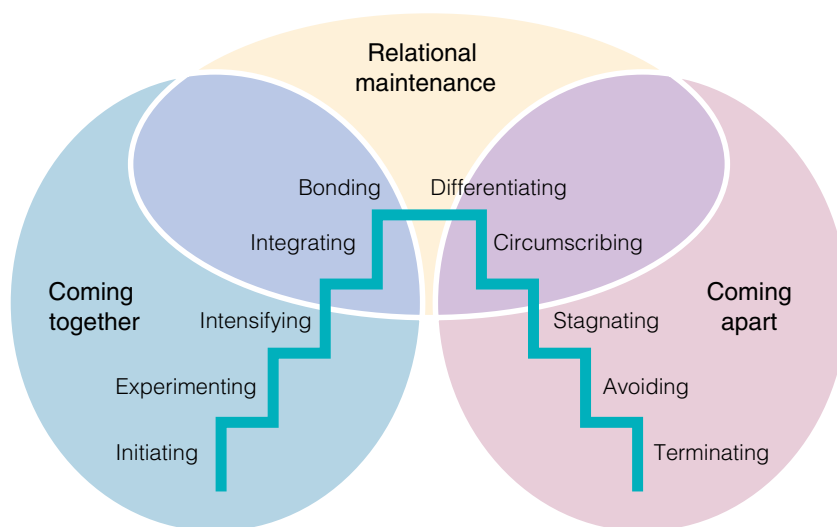 Relational
maintenance
Bonding
Differentiating
Integrating
Circumscribing
Coming
together
Coming
apart
Intensifying
Stagnating
Experimenting
Avoiding
Initiating
Terminating